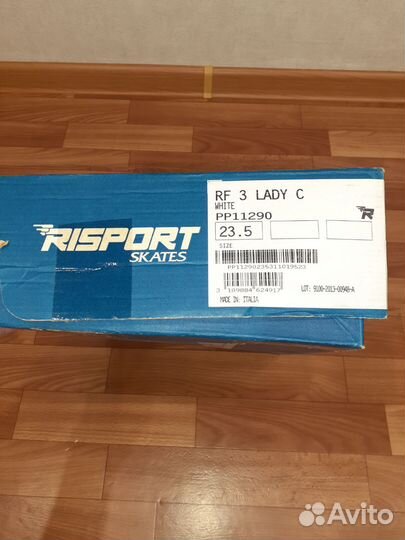 RISPORT
SKATES
RF 3 LADY C
WHITE
PP11290
23.5
SIZE
PP11290235311019523
3 109884 624917
LOT: 9100-2013-00948-A
MADE IN: ITALIA
Avito